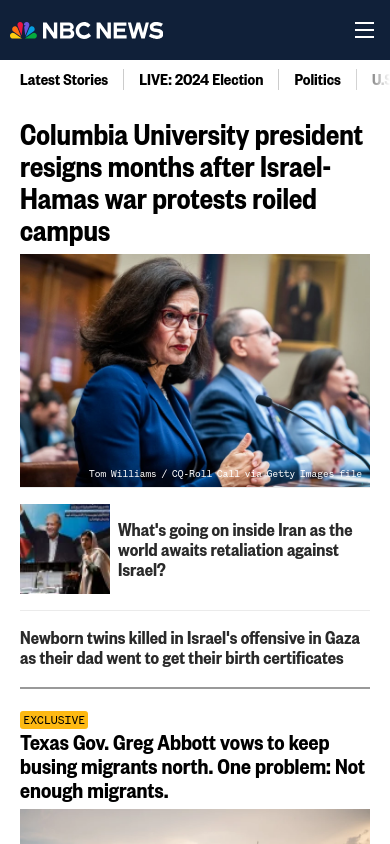 NBC NEWS
Latest Stories
LIVE: 2024 Election
Politics
Columbia University president
resigns months after Israel-
Hamas war protests roiled
campus
Tom Williams / CQ-Roll Call via Getty Images file
What's going on inside Iran as the
world awaits retaliation against
Israel?
Newborn twins killed in Israel's offensive in Gaza
as their dad went to get their birth certificates
EXCLUSIVE
Texas Gov. Greg Abbott vows to keep
busing migrants north. One problem: Not
enough migrants.